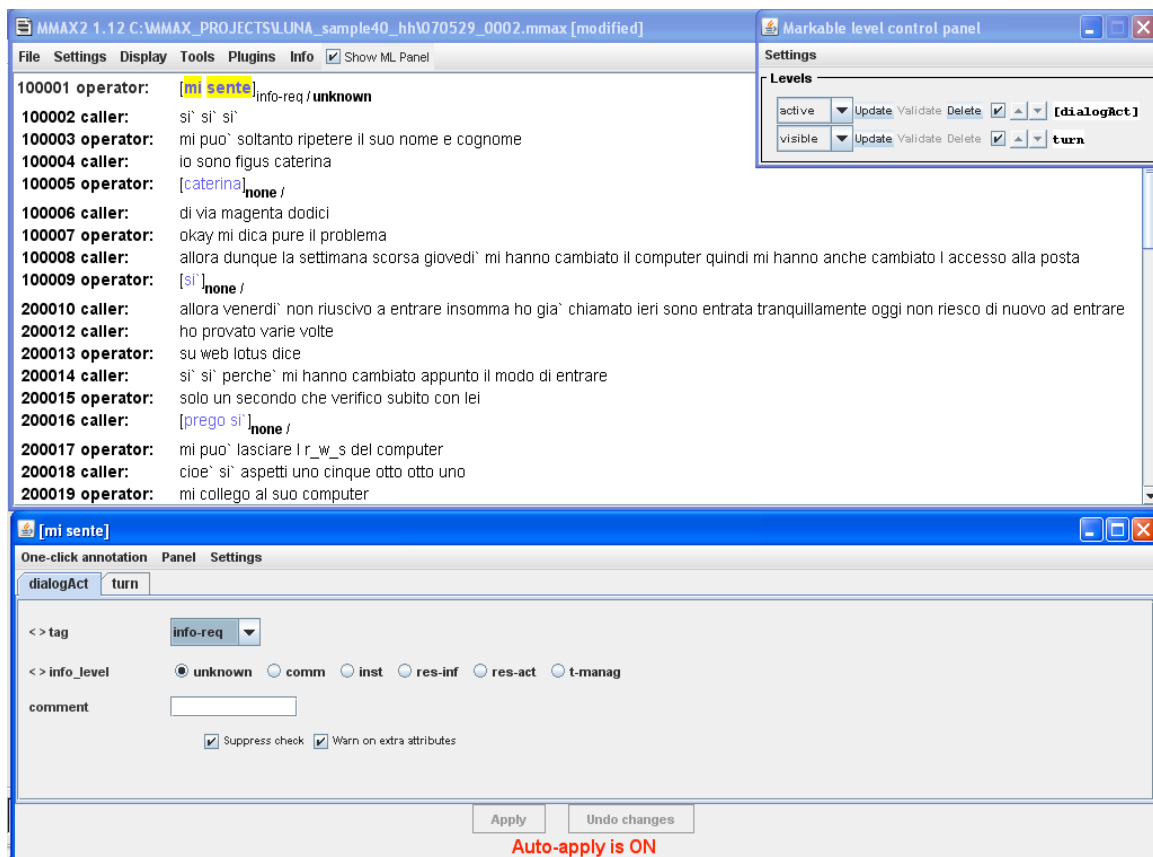 MMAX2 1.12 C:\MMAX_PROJECTS\LUNA_sample40_hh\070529_0002.mmax [modified]
File Settings Display Tools Plugins Info Show ML Panel
100001 operator: [mi sente]info-req / unknown
100002 caller: si` si` si`
100003 operator: mi puo` soltanto ripetere il suo nome e cognome
100004 caller: io sono figus caterina
100005 operator: [caterina]none /
100006 caller: di via magenta dodici
100007 operator: okay mi dica pure il problema
100008 caller: allora dunque la settimana scorsa giovedi` mi hanno cambiato il computer quindi mi hanno anche cambiato l accesso alla posta
100009 operator: [si`]none /
200010 caller: allora venerdi` non riuscivo a entrare insomma ho gia` chiamato ieri sono entrata tranquillamente oggi non riesco di nuovo ad entrare
200012 caller: ho provato varie volte
200013 operator: su web lotus dice
200014 caller: si` si` perche` mi hanno cambiato appunto il modo di entrare
200015 operator: solo un secondo che verifico subito con lei
200016 caller: [prego si`]none /
200017 operator: mi puo` lasciare l r_w_s del computer
200018 caller: cioe` si` aspetti uno cinque otto otto uno
200019 operator: mi collego al suo computer
Markable level control panel
Settings
Levels
active Update Validate Delete [dialogAct]
visible Update Validate Delete turn
[mi sente]
One-click annotation Panel Settings
dialogAct turn
< > tag info-req
< > info_level unknown comm inst res-inf res-act t-manag
comment
Suppress check Warn on extra attributes
Apply Undo changes
Auto-apply is ON